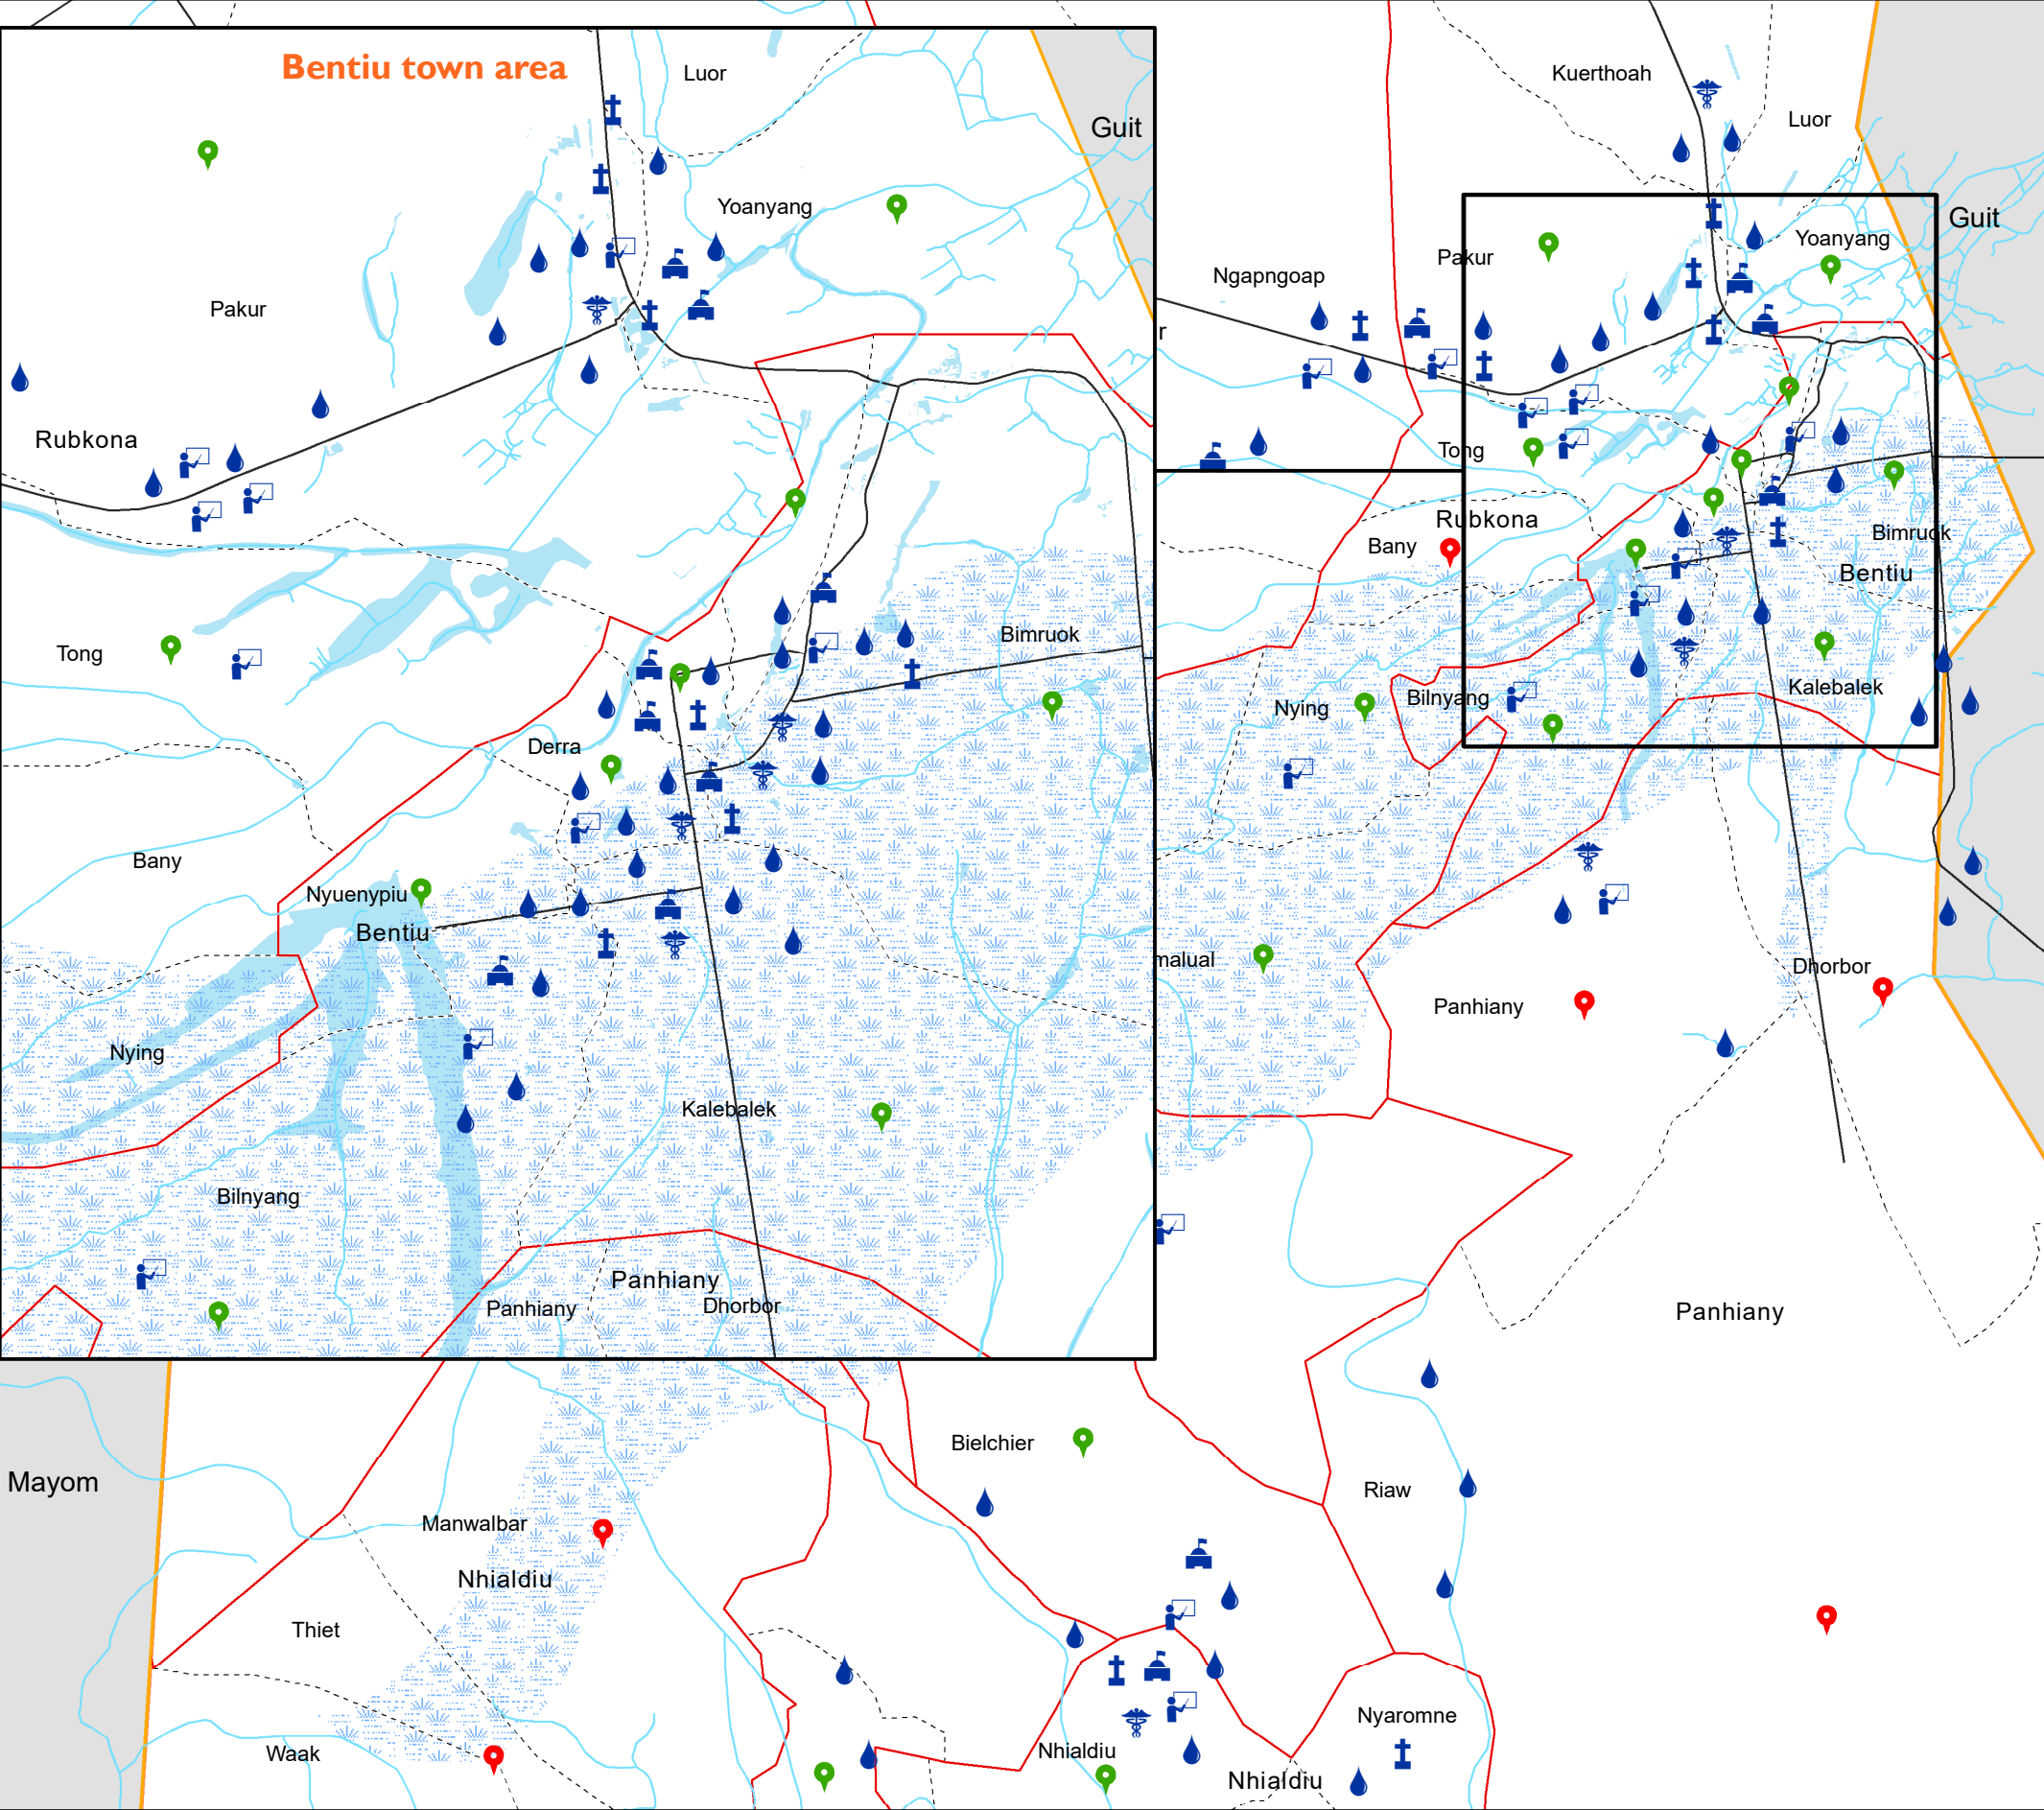 Bentiu town area
Luor
Guit
Yoanyang
Pakur
Rubkona
Tong
Bimruok
Derra
Bany
Nyuenypiu
Bentiu
Nying
Kalebalek
Bilnyang
Panhiany
Panhiany
Dhorbor
Kuerthoah
Luor
Guit
Yoanyang
Pakur
Ngapngoap
r
Tong
Rubkona
Bany
Bimruok
Bentiu
Kalebalek
Bilnyang
Nying
malual
Dhorbor
Panhiany
Panhiany
Bielchier
Mayom
Riaw
Manwalbar
Nhialdiu
Thiet
Nyaromne
Waak
Nhialdiu
Nhialdiu